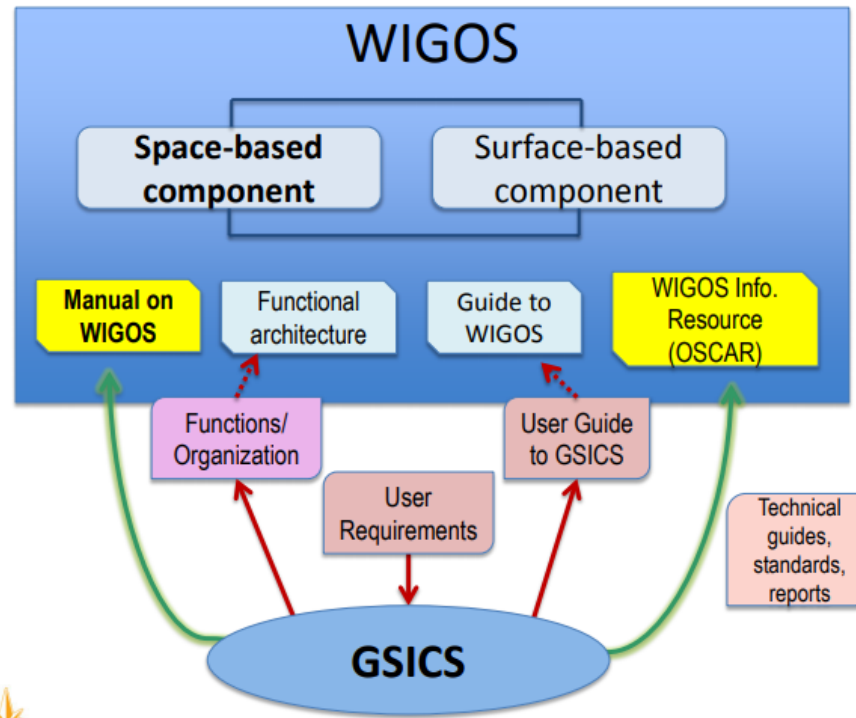 WIGOS
Space-based
component
Surface-based
component
Manual on
WIGOS
Functional
architecture
Guide to
WIGOS
WIGOS Info.
Resource
(OSCAR)
Functions/
Organization
User Guide
to GSICS
User
Requirements
Technical
guides,
standards,
reports
GSICS